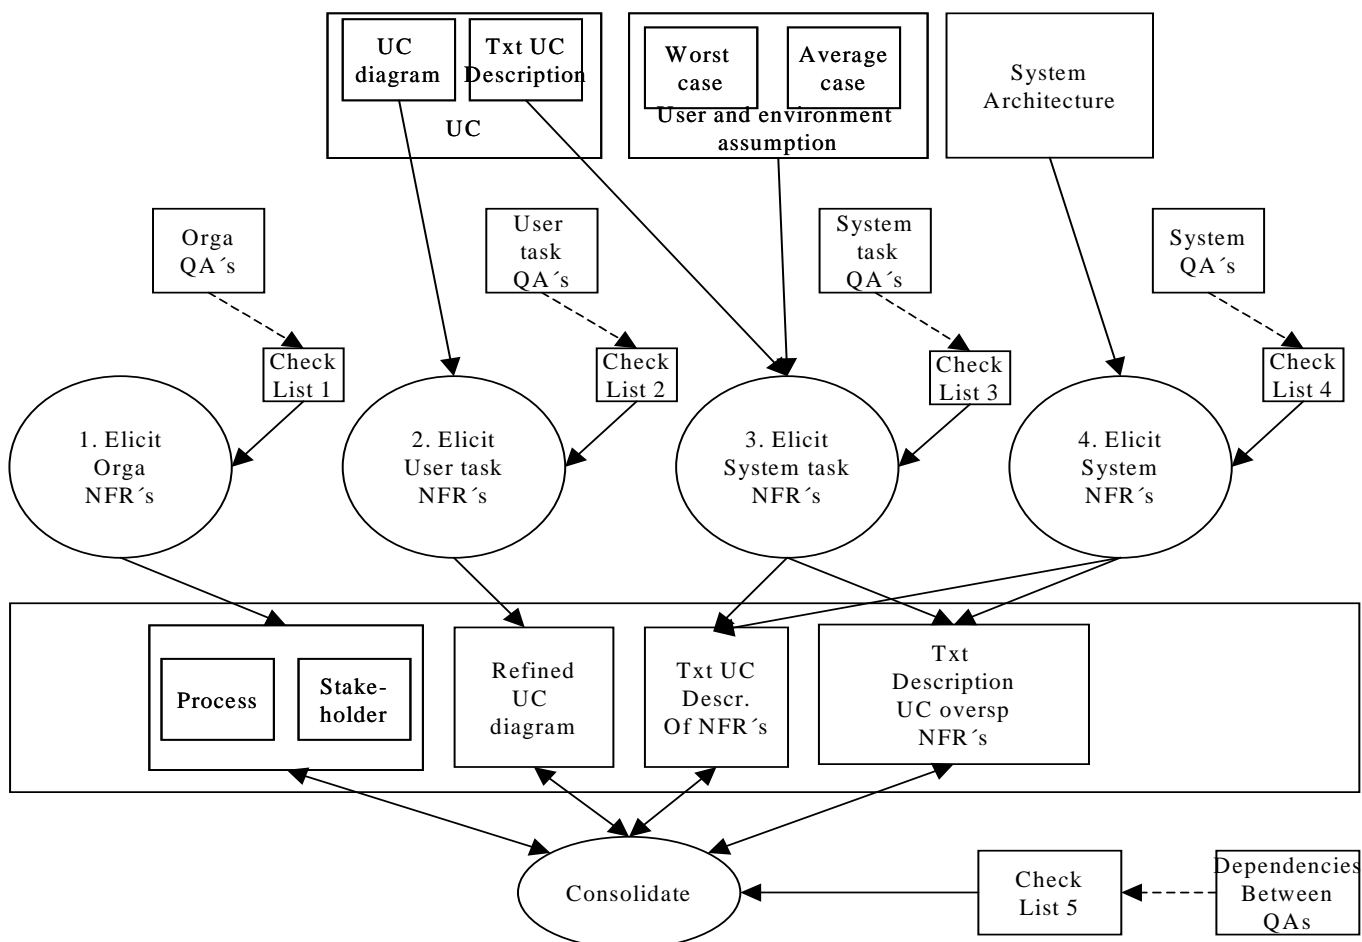 UC
diagram
Txt UC
Description
UC
Worst
case
Average
case
User and environment
assumption
System
Architecture
Orga
QA´s
User
task
QA´s
System
task
QA´s
System
QA´s
Check
List 1
Check
List 2
Check
List 3
Check
List 4
1. Elicit
Orga
NFR´s
2. Elicit
User task
NFR´s
3. Elicit
System task
NFR´s
4. Elicit
System
NFR´s
Process
Stake-
holder
Refined
UC
diagram
Txt UC
Descr.
Of NFR´s
Txt
Description
UC oversp
NFR´s
Consolidate
Check
List 5
Dependencies
Between
QAs